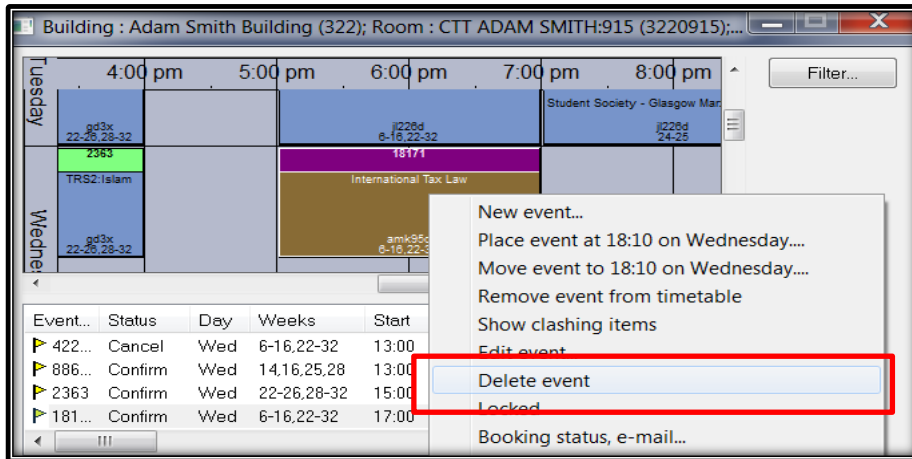 Building : Adam Smith Building (322); Room : CTT ADAM SMITH:915 (3220915);...
4:00 pm 5:00 pm 6:00 pm 7:00 pm 8:00 pm
Filter...
Tuesday
Student Society - Glasgow Mar
gd3x jl226d jl226d
22-26,28-32 6-16,22-32 24-25
2363 18171
TRS2:Islam International Tax Law
Wednes
gd3x amk95c
22-26,28-32 6-16,22-3
New event...
Place event at 18:10 on Wednesday....
Move event to 18:10 on Wednesday....
Remove event from timetable
Show clashing items
Edit event
Delete event
Locked
Booking status, e-mail...
Event... Status Day Weeks Start
422... Cancel Wed 6-16,22-32 13:00
886... Confirm Wed 14,16,25,28 13:00
2363 Confirm Wed 22-26,28-32 15:00
181... Confirm Wed 6-16,22-32 17:00